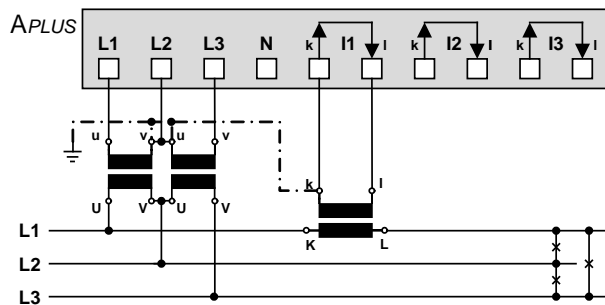 APLUS L1 L2 L3 N k I1 l k I2 l k I3 l
u v u v
k l
U V U V
L1 K L
L2
L3